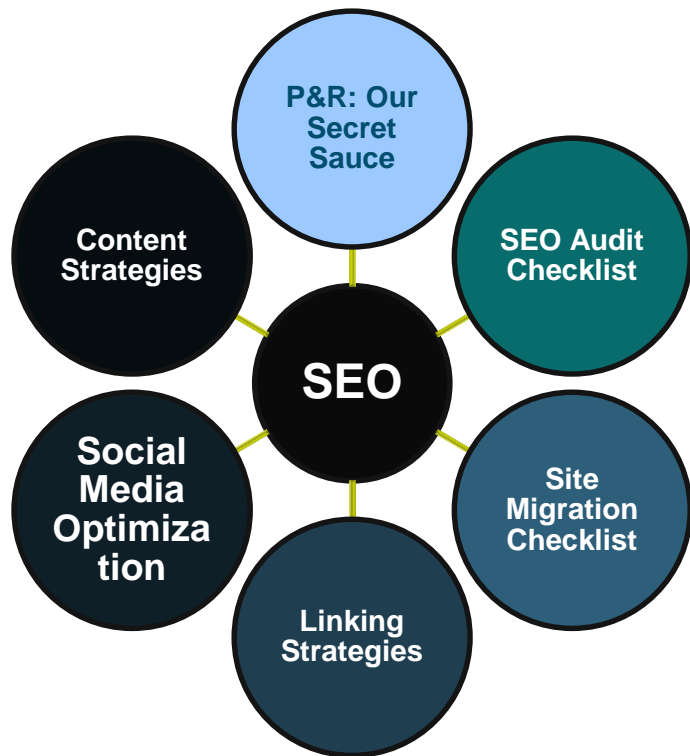 P&R: Our
Secret
Sauce
SEO Audit
Checklist
Site
Migration
Checklist
Linking
Strategies
Social
Media
Optimiza
tion
Content
Strategies
SEO